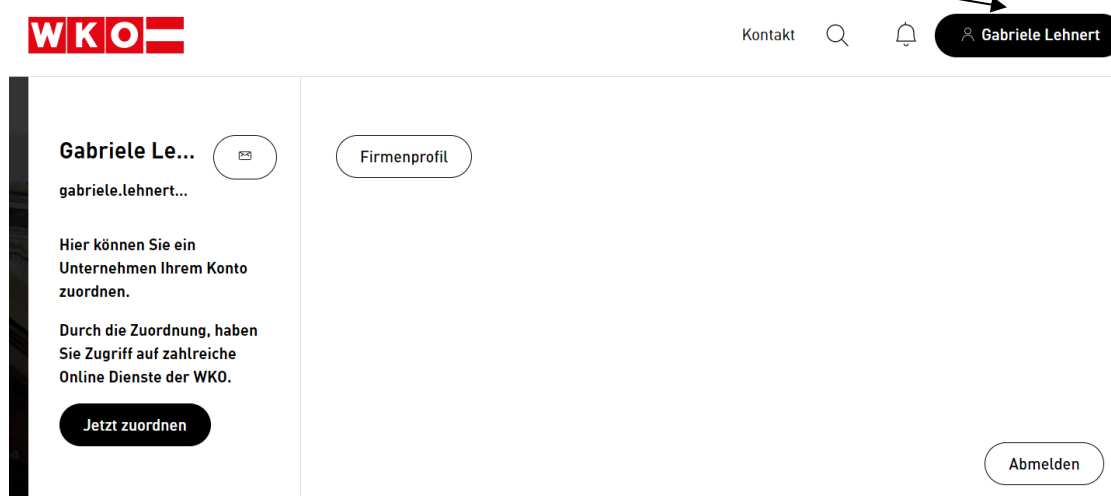 WKO
Kontakt
Gabriele Lehnert
Gabriele Le...
gabriele.lehnert...
Hier können Sie ein
Unternehmen Ihrem Konto
zuordnen.
Durch die Zuordnung, haben
Sie Zugriff auf zahlreiche
Online Dienste der WKO.
Jetzt zuordnen
Firmenprofil
Abmelden